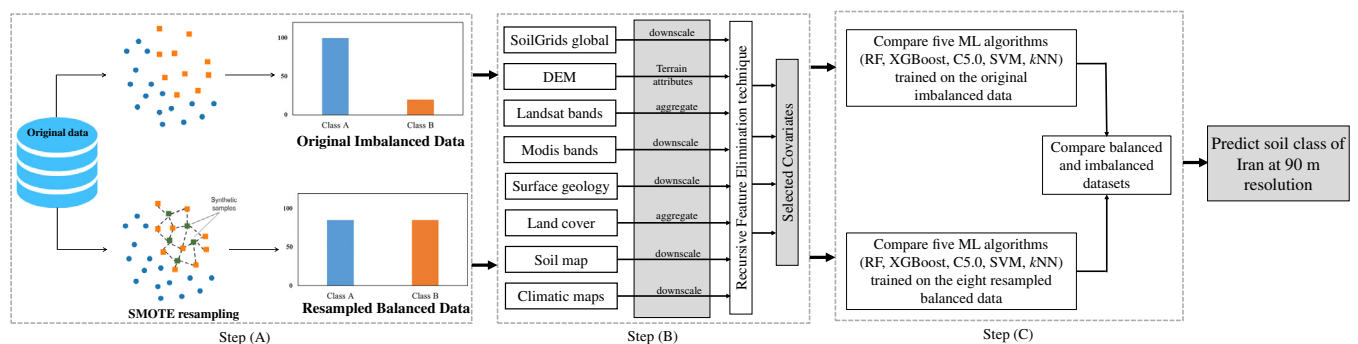 Original data
100
50
0
Class A
Class B
Original Imbalanced Data
Synthetic
samples
SMOTE resampling
100
50
0
Class A
Class B
Resampled Balanced Data
Step (A)
SoilGrids global
DEM
Landsat bands
Modis bands
Surface geology
Land cover
Soil map
Climatic maps
downscale
Terrain
attributes
aggregate
downscale
downscale
aggregate
downscale
downscale
Recursive Feature Elimination technique
Selected Covariates
Step (B)
Compare five ML algorithms
(RF, XGBoost, C5.0, SVM, kNN)
trained on the original
imbalanced data
Compare balanced
and imbalanced
datasets
Compare five ML algorithms
(RF, XGBoost, C5.0, SVM, kNN)
trained on the eight resampled
balanced data
Step (C)
Predict soil class of
Iran at 90 m
resolution